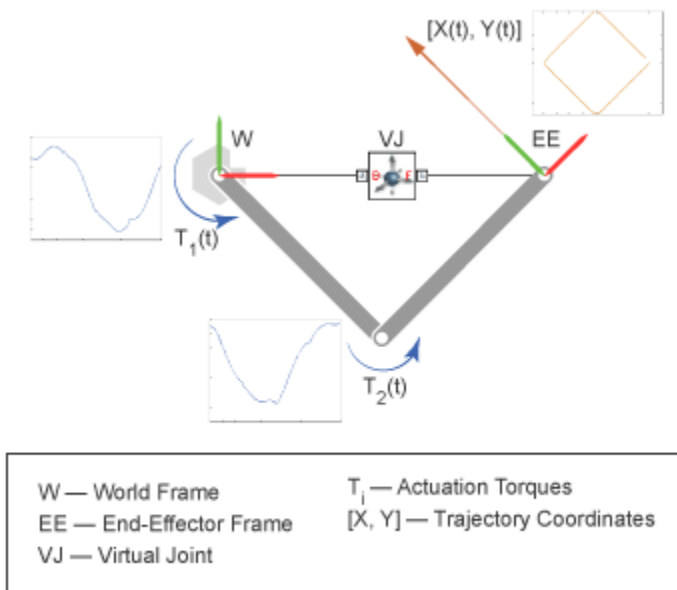 [X(t), Y(t)]
W
VJ
EE
B
F
T₁(t)
T₂(t)
W — World Frame
EE — End-Effector Frame
VJ — Virtual Joint
Tᵢ — Actuation Torques
[X, Y] — Trajectory Coordinates